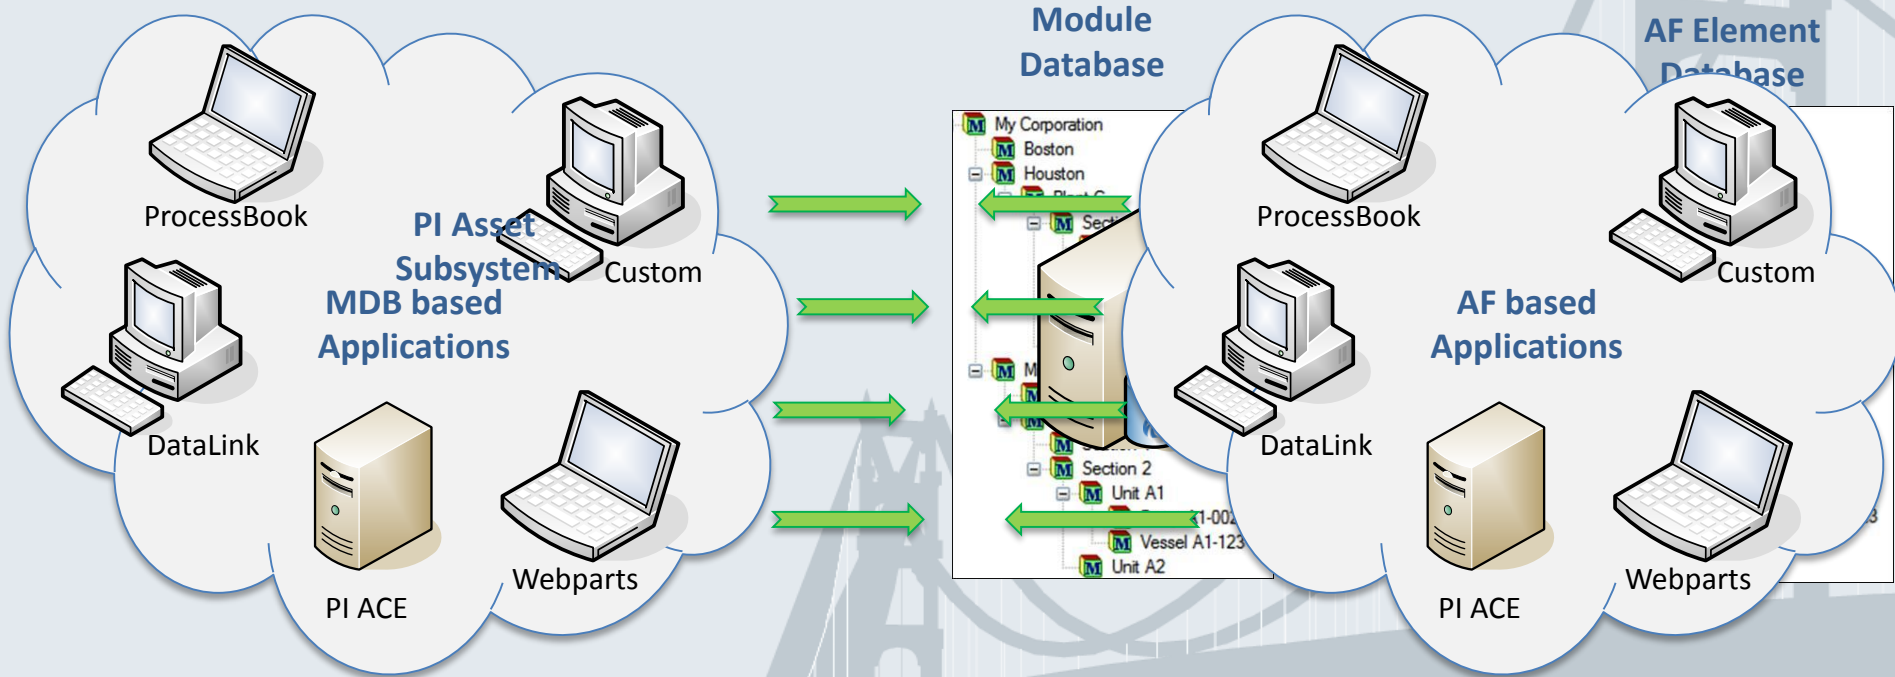 Module
Database
AF Element
Database
ProcessBook
PI Asset
Subsystem
Custom
MDB based
Applications
DataLink
PI ACE
Webparts
My Corporation
Boston
Houston
Section 2
Unit A1
Vessel A1-123
Unit A2
ProcessBook
Custom
AF based
Applications
DataLink
PI ACE
Webparts